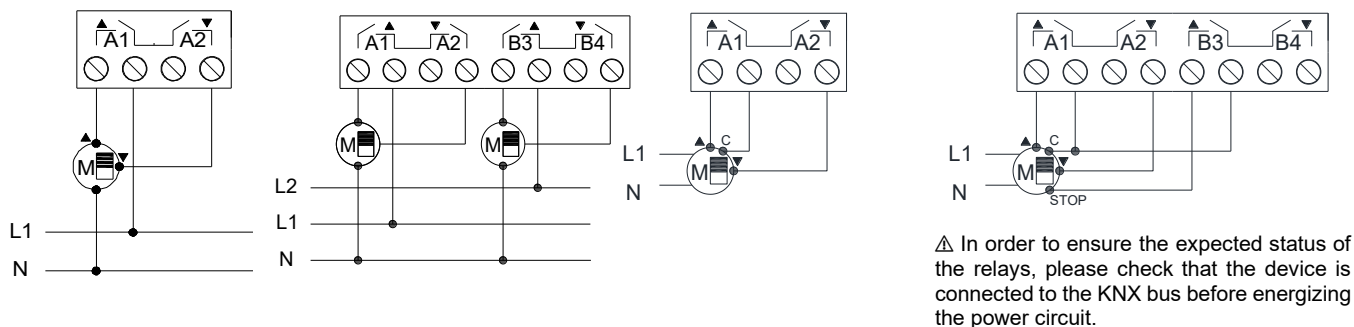 A1 A2
M
L1
N
A1 A2 B3 B4
M M
L2
L1
N
A1 A2
C
L1
M
N
A1 A2 B3 B4
C
L1
M
N
STOP
⚠ In order to ensure the expected status of
the relays, please check that the device is
connected to the KNX bus before energizing
the power circuit.